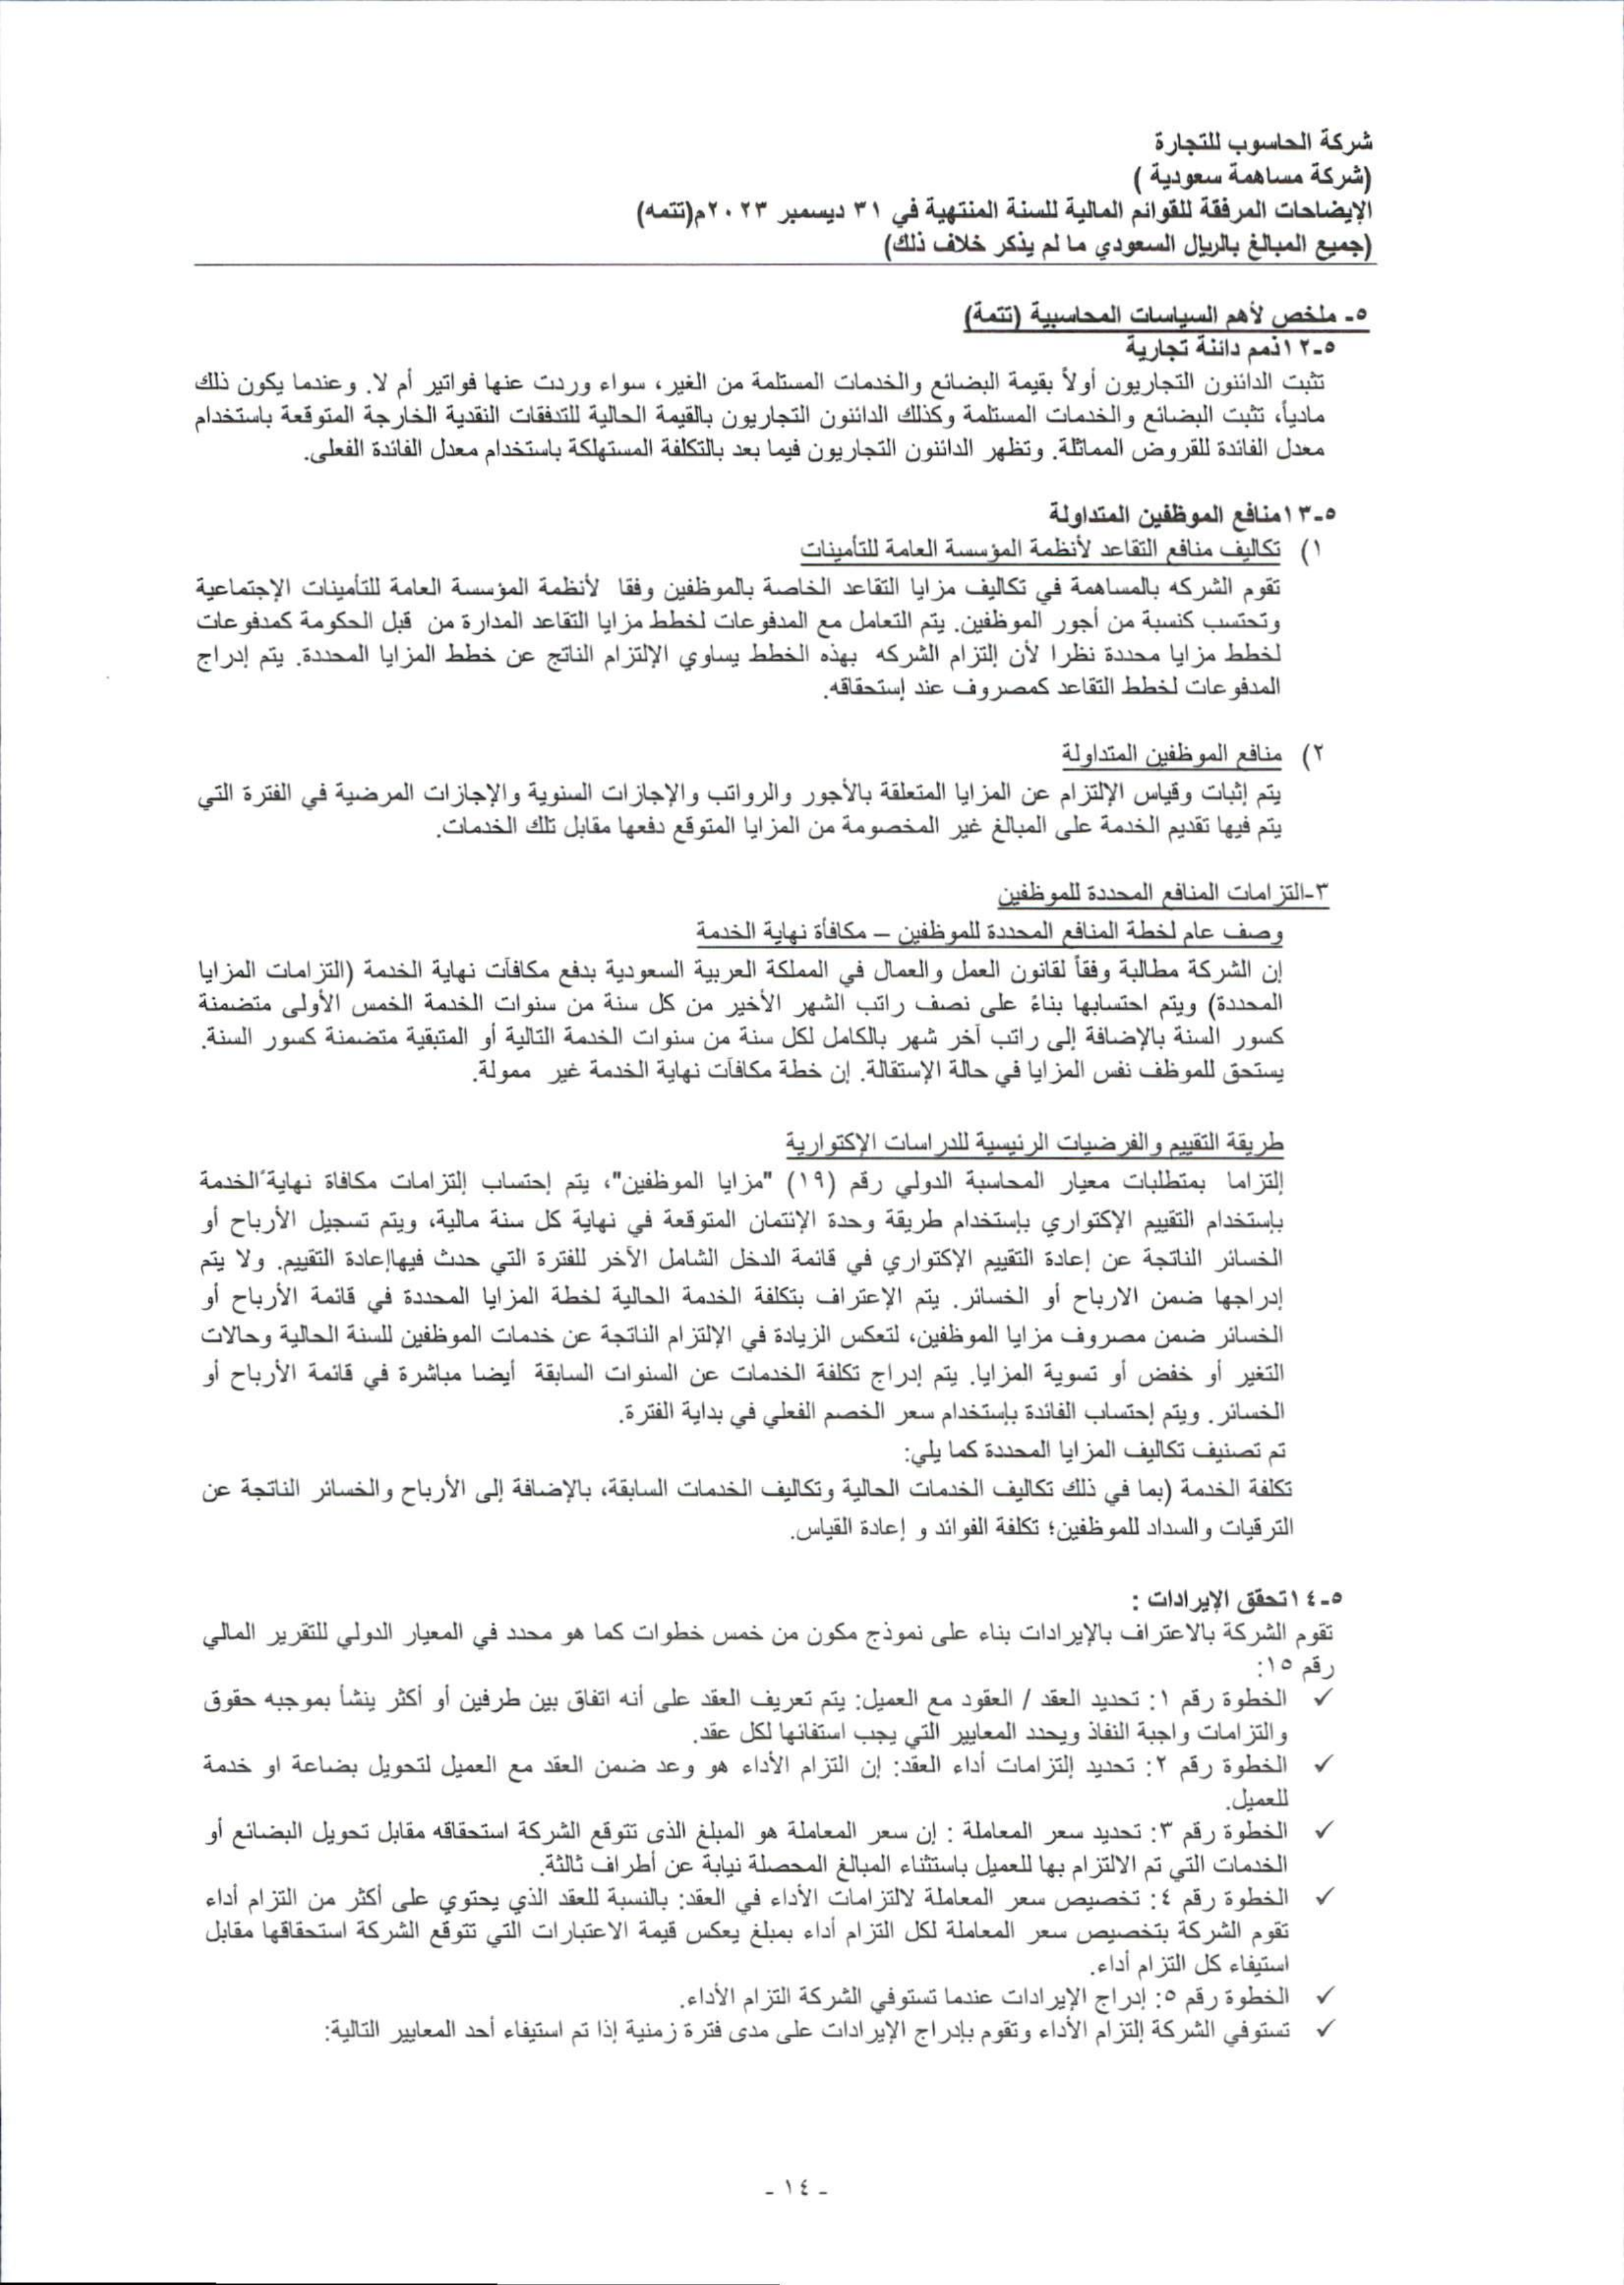 شركة الحاسوب للتجارة
(شركة مساهمة سعودية )
الإيضاحات المرفقة للقوائم المالية للسنة المنتهية في ٣١ ديسمبر ٢٠٢٣م(تتمه)
(جميع المبالغ بالريال السعودي ما لم يذكر خلاف ذلك)
٥- ملخص لأهم السياسات المحاسبية (تتمة)
٥-١٢ذمم دائنة تجارية
تثبت الدائنون التجاريون أولاً بقيمة البضائع والخدمات المستلمة من الغير، سواء وردت عنها فواتير أم لا. وعندما يكون ذلك
مادياً، تثبت البضائع والخدمات المستلمة وكذلك الدائنون التجاريون بالقيمة الحالية للتدفقات النقدية الخارجة المتوقعة باستخدام
معدل الفائدة للقروض المماثلة. وتظهر الدائنون التجاريون فيما بعد بالتكلفة المستهلكة باستخدام معدل الفائدة الفعلى.
٥-١٣منافع الموظفين المتداولة
١) تكاليف منافع التقاعد لأنظمة المؤسسة العامة للتأمينات
تقوم الشركه بالمساهمة في تكاليف مزايا التقاعد الخاصة بالموظفين وفقا لأنظمة المؤسسة العامة للتأمينات الإجتماعية
وتحتسب كنسبة من أجور الموظفين. يتم التعامل مع المدفوعات لخطط مزايا التقاعد المدارة من قبل الحكومة كمدفوعات
لخطط مزايا محددة نظرا لأن إلتزام الشركه بهذه الخطط يساوي الإلتزام الناتج عن خطط المزايا المحددة. يتم إدراج
المدفوعات لخطط التقاعد كمصروف عند إستحقاقه.
٢) منافع الموظفين المتداولة
يتم إثبات وقياس الإلتزام عن المزايا المتعلقة بالأجور والرواتب والإجازات السنوية والإجازات المرضية في الفترة التي
يتم فيها تقديم الخدمة على المبالغ غير المخصومة من المزايا المتوقع دفعها مقابل تلك الخدمات.
٣-التزامات المنافع المحددة للموظفين
وصف عام لخطة المنافع المحددة للموظفين – مكافأة نهاية الخدمة
إن الشركة مطالبة وفقاً لقانون العمل والعمال في المملكة العربية السعودية بدفع مكافآت نهاية الخدمة (التزامات المزايا
المحددة) ويتم احتسابها بناءً على نصف راتب الشهر الأخير من كل سنة من سنوات الخدمة الخمس الأولى متضمنة
كسور السنة بالإضافة إلى راتب آخر شهر بالكامل لكل سنة من سنوات الخدمة التالية أو المتبقية متضمنة كسور السنة.
يستحق للموظف نفس المزايا في حالة الإستقالة. إن خطة مكافآت نهاية الخدمة غير ممولة.
طريقة التقييم والفرضيات الرئيسية للدراسات الإكتوارية
إلتزاما بمتطلبات معيار المحاسبة الدولي رقم (١٩) "مزايا الموظفين"، يتم إحتساب إلتزامات مكافاة نهاية الخدمة
بإستخدام التقييم الإكتواري بإستخدام طريقة وحدة الإئتمان المتوقعة في نهاية كل سنة مالية، ويتم تسجيل الأرباح أو
الخسائر الناتجة عن إعادة التقييم الإكتواري في قائمة الدخل الشامل الآخر للفترة التي حدث فيهاإعادة التقييم. ولا يتم
إدراجها ضمن الارباح أو الخسائر. يتم الإعتراف بتكلفة الخدمة الحالية لخطة المزايا المحددة في قائمة الأرباح أو
الخسائر ضمن مصروف مزايا الموظفين، لتعكس الزيادة في الإلتزام الناتجة عن خدمات الموظفين للسنة الحالية وحالات
التغير أو خفض أو تسوية المزايا. يتم إدراج تكلفة الخدمات عن السنوات السابقة أيضا مباشرة في قائمة الأرباح أو
الخسائر. ويتم إحتساب الفائدة بإستخدام سعر الخصم الفعلي في بداية الفترة.
تم تصنيف تكاليف المزايا المحددة كما يلي:
تكلفة الخدمة (بما في ذلك تكاليف الخدمات الحالية وتكاليف الخدمات السابقة، بالإضافة إلى الأرباح والخسائر الناتجة عن
الترقيات والسداد للموظفين؛ تكلفة الفوائد و إعادة القياس.
٥-١٤تحقق الإيرادات :
تقوم الشركة بالاعتراف بالإيرادات بناء على نموذج مكون من خمس خطوات كما هو محدد في المعيار الدولي للتقرير المالي
رقم ١٥:
✓ الخطوة رقم ١: تحديد العقد / العقود مع العميل: يتم تعريف العقد على أنه اتفاق بين طرفين أو أكثر ينشأ بموجبه حقوق
والتزامات واجبة النفاذ ويحدد المعايير التي يجب استفائها لكل عقد.
✓ الخطوة رقم ٢: تحديد إلتزامات أداء العقد: إن التزام الأداء هو وعد ضمن العقد مع العميل لتحويل بضاعة او خدمة
للعميل.
✓ الخطوة رقم ٣: تحديد سعر المعاملة : إن سعر المعاملة هو المبلغ الذى تتوقع الشركة استحقاقه مقابل تحويل البضائع أو
الخدمات التي تم الالتزام بها للعميل باستثناء المبالغ المحصلة نيابة عن أطراف ثالثة.
✓ الخطوة رقم ٤: تخصيص سعر المعاملة لالتزامات الأداء في العقد: بالنسبة للعقد الذي يحتوي على أكثر من التزام أداء
تقوم الشركة بتخصيص سعر المعاملة لكل التزام أداء بمبلغ يعكس قيمة الاعتبارات التي تتوقع الشركة استحقاقها مقابل
استيفاء كل التزام أداء.
✓ الخطوة رقم ٥: إدراج الإيرادات عندما تستوفي الشركة التزام الأداء.
✓ تستوفي الشركة إلتزام الأداء وتقوم بإدراج الإيرادات على مدى فترة زمنية إذا تم استيفاء أحد المعايير التالية:
- ١٤ -